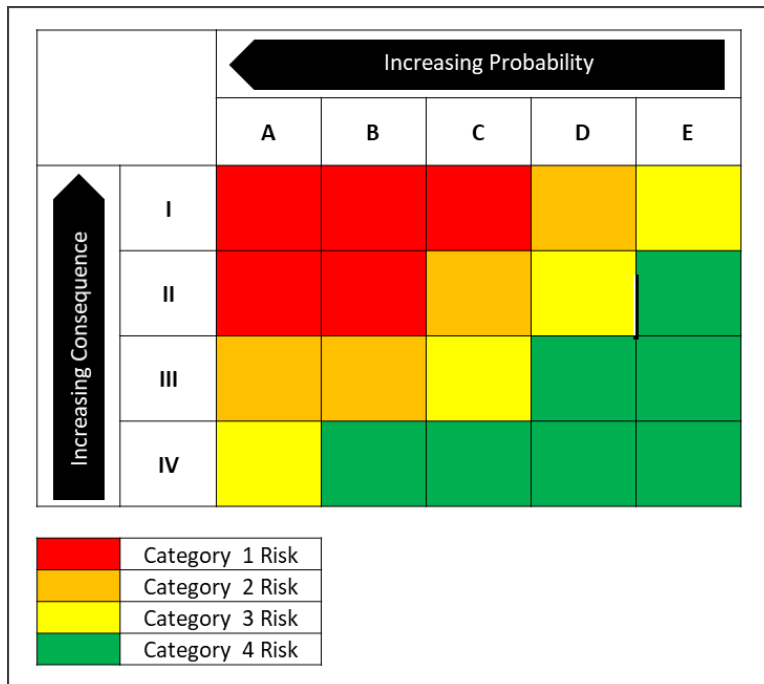 Increasing Probability
A B C D E
Increasing Consequence
I
II
III
IV
Category 1 Risk
Category 2 Risk
Category 3 Risk
Category 4 Risk